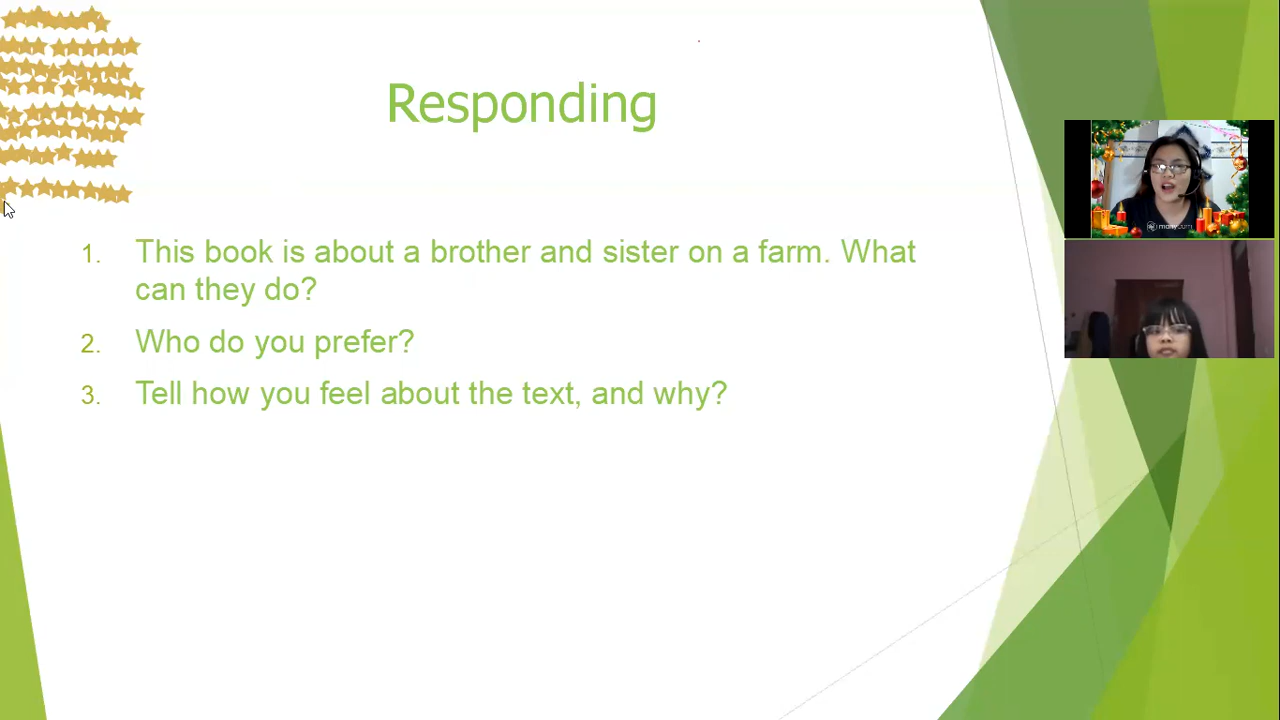 Responding
1. This book is about a brother and sister on a farm. What
can they do?
2. Who do you prefer?
3. Tell how you feel about the text, and why?
manycam